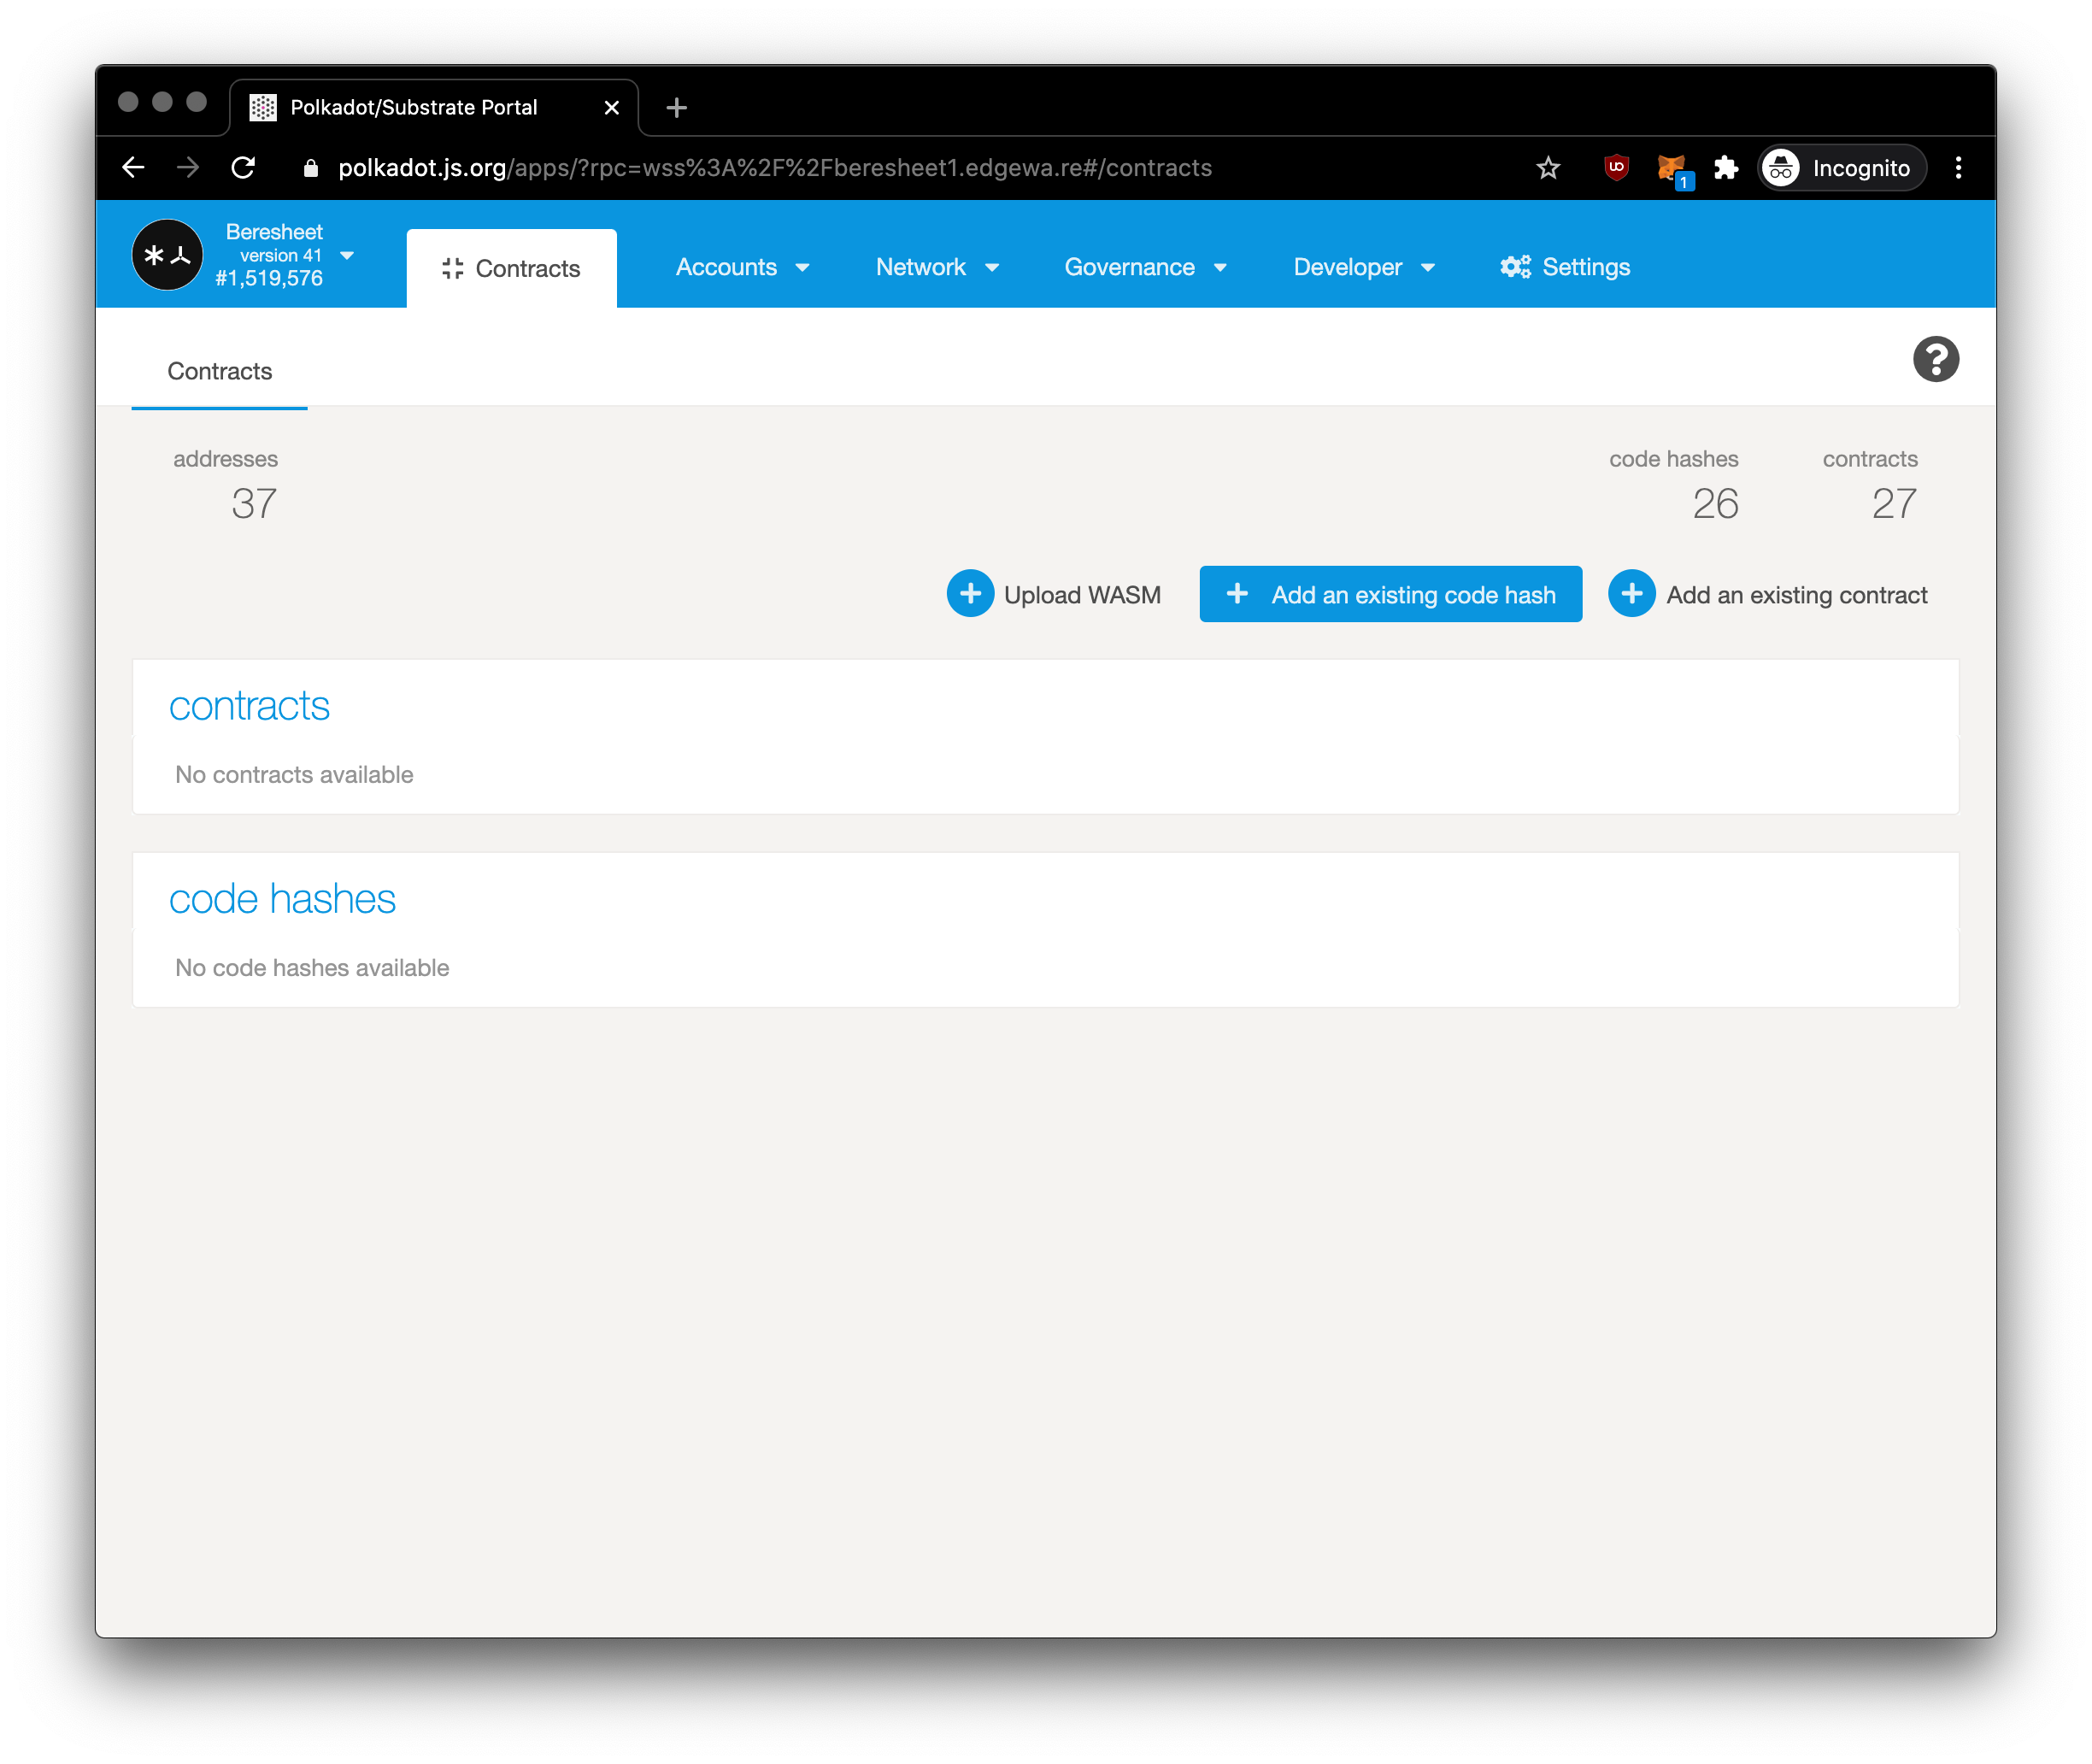 Polkadot/Substrate Portal
polkadot.js.org/apps/?rpc=wss%3A%2F%2Fberesheet1.edgewa.re#/contracts
1
Incognito
Beresheet
version 41
#1,519,576
Contracts
Accounts
Network
Governance
Developer
Settings
Contracts
?
addresses
37
code hashes
26
contracts
27
Upload WASM
Add an existing code hash
Add an existing contract
contracts
No contracts available
code hashes
No code hashes available